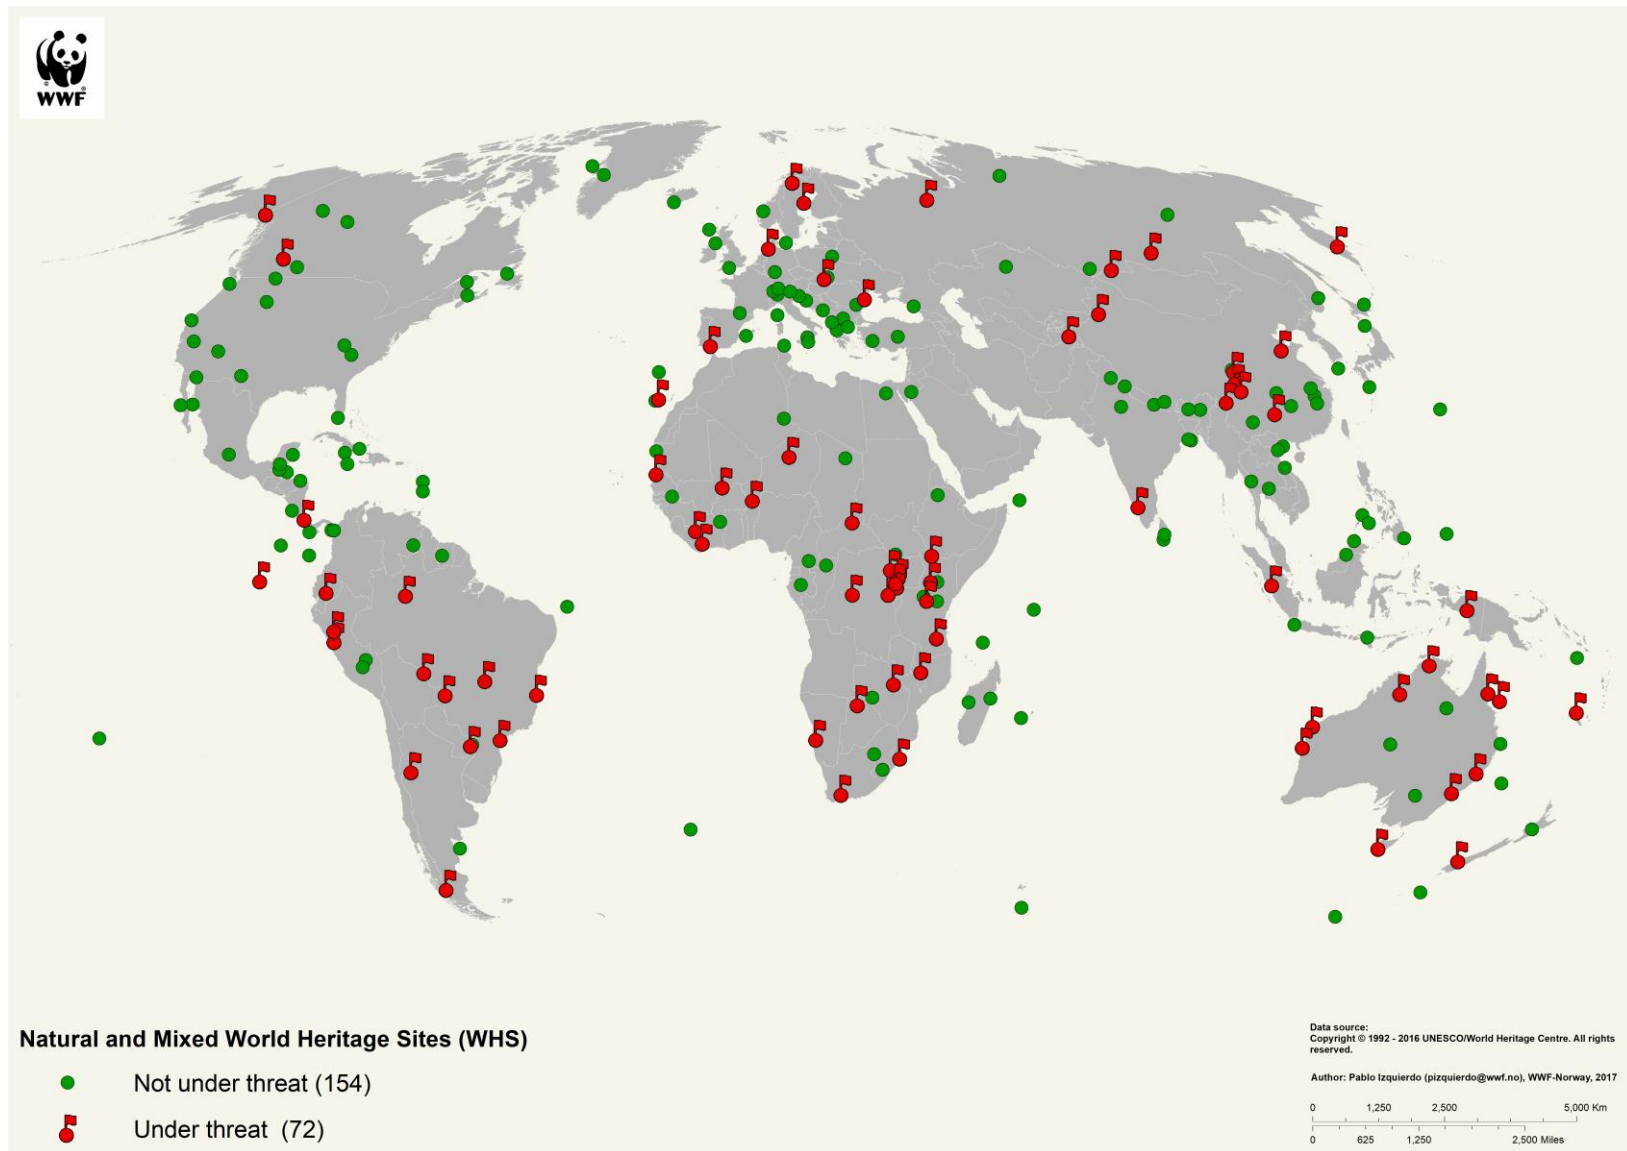 WWF
Natural and Mixed World Heritage Sites (WHS)
Not under threat (154)
Under threat (72)
Data source:
Copyright © 1992 - 2016 UNESCO/World Heritage Centre. All rights
reserved.
Author: Pablo Izquierdo (pizquierdo@wwf.no), WWF-Norway, 2017
0 1,250 2,500 5,000 Km
0 625 1,250 2,500 Miles